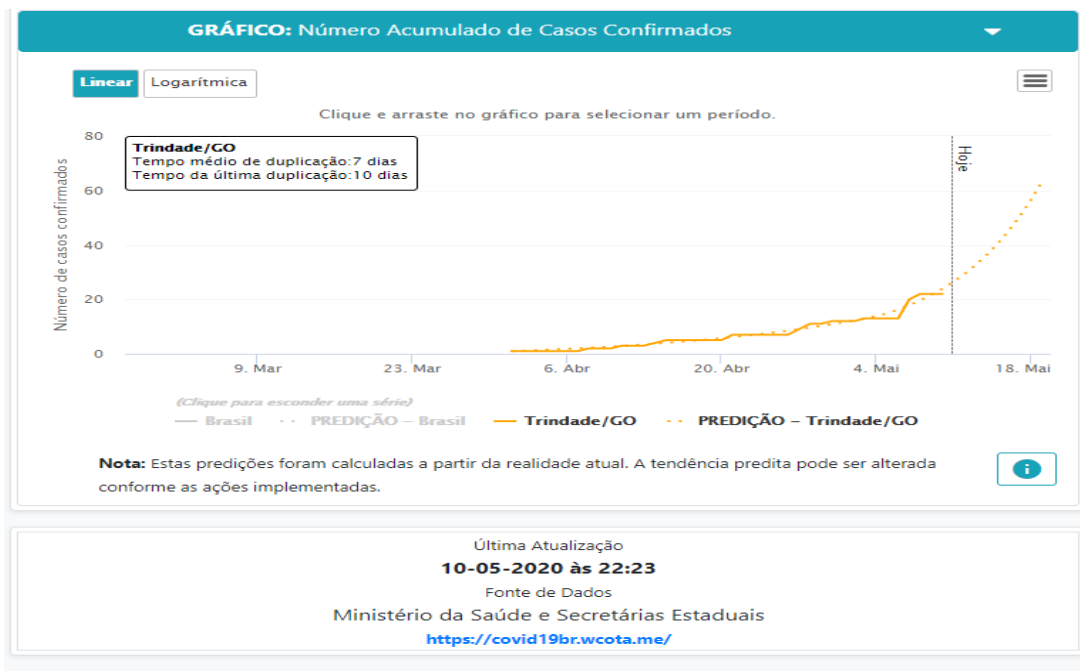 GRÁFICO: Número Acumulado de Casos Confirmados
Linear
Logarítmica
Clique e arraste no gráfico para selecionar um período.
Trindade/GO
Tempo médio de duplicação:7 dias
Tempo da última duplicação:10 dias
Hoje
Número de casos confirmados
80
60
40
20
0
9. Mar
23. Mar
6. Abr
20. Abr
4. Mai
18. Mai
(Clique para esconder uma série)
Brasil
PREDIÇÃO – Brasil
Trindade/GO
PREDIÇÃO – Trindade/GO
Nota: Estas predições foram calculadas a partir da realidade atual. A tendência predita pode ser alterada
conforme as ações implementadas.
i
Última Atualização
10-05-2020 às 22:23
Fonte de Dados
Ministério da Saúde e Secretárias Estaduais
https://covid19br.wcota.me/